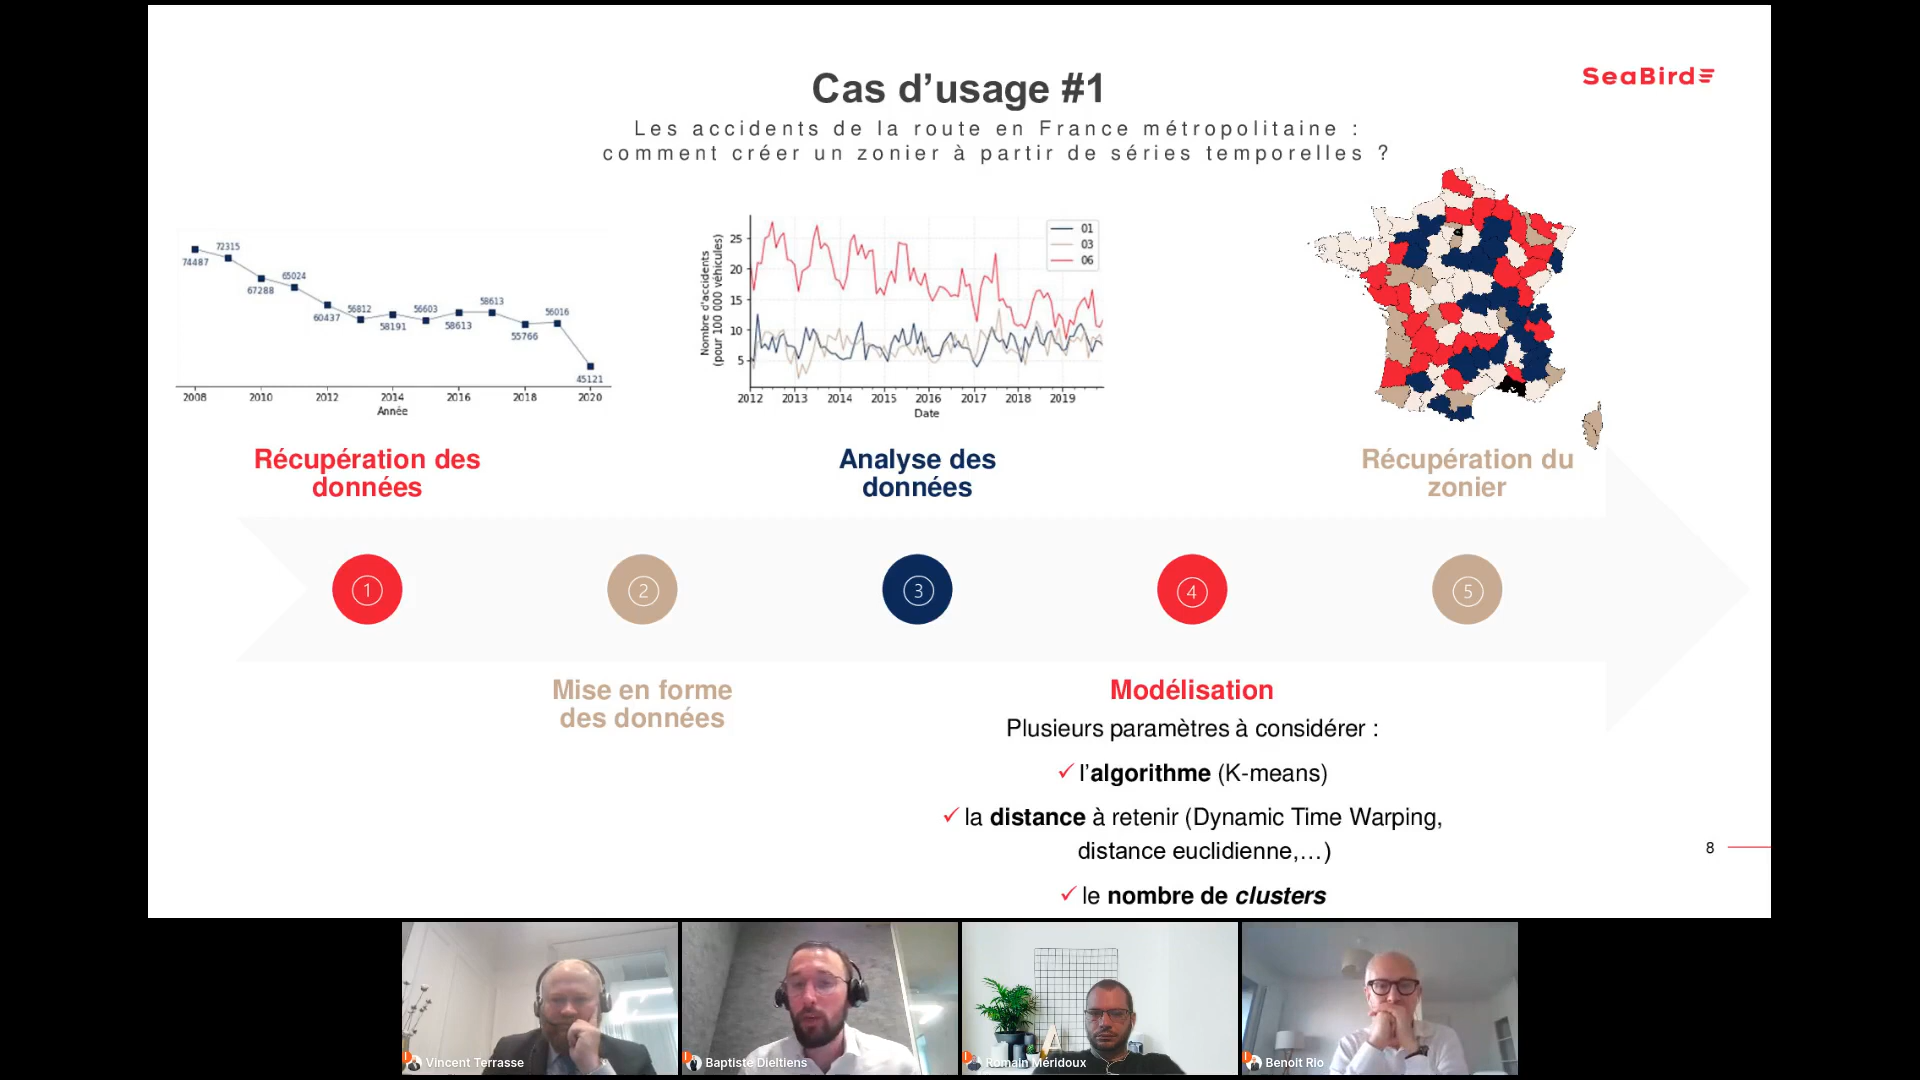 Cas d’usage #1
SeaBird
Les accidents de la route en France métropolitaine :
comment créer un zonier à partir de séries temporelles ?
74487
72315
67288
65024
60437
56812
58191
56603
58613
58613
55766
56016
45121
2008 2010 2012 2014 2016 2018 2020
Année
Nombre d'accidents
(pour 100 000 véhicules)
25
20
15
10
5
01
03
06
2012 2013 2014 2015 2016 2017 2018 2019
Date
Récupération des
données
Analyse des
données
Récupération du
zonier
1 2 3 4 5
Mise en forme
des données
Modélisation
Plusieurs paramètres à considérer :
✓ l’algorithme (K-means)
✓ la distance à retenir (Dynamic Time Warping,
distance euclidienne,…)
✓ le nombre de clusters
8
Vincent Terrasse
Baptiste Dieltiens
Romain Méridoux
Benoit Rio